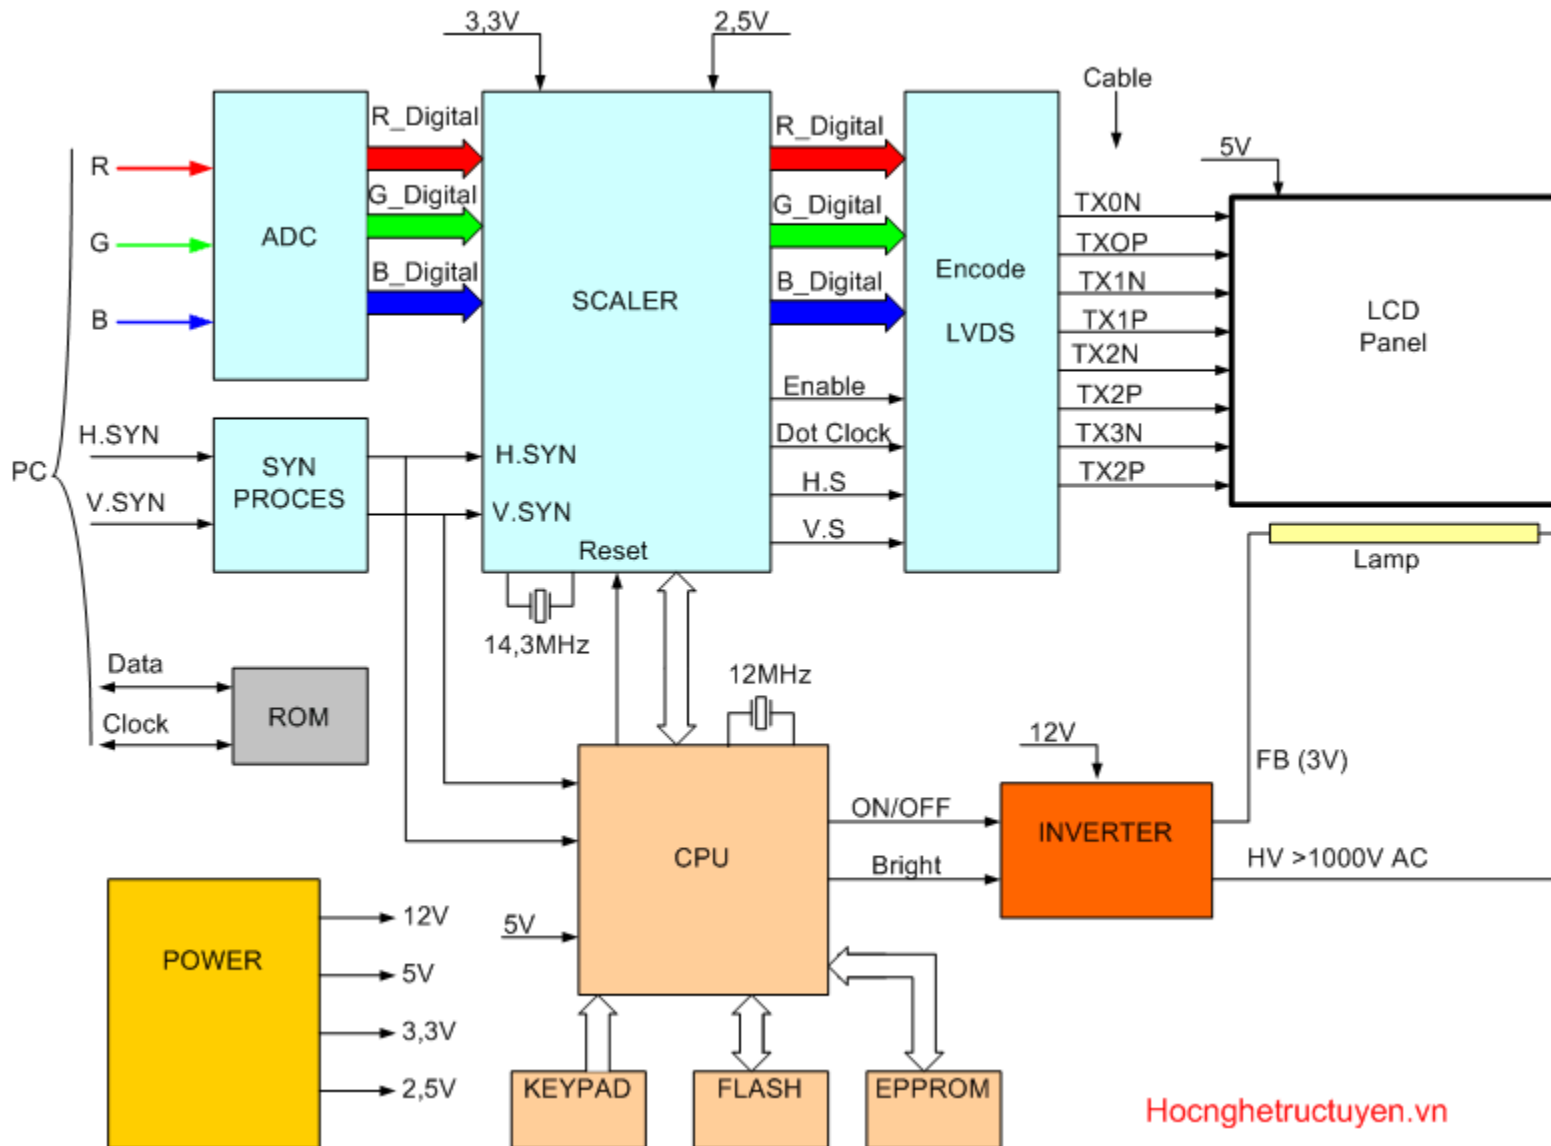 3,3V
2,5V
Cable
R_Digital
R_Digital
5V
R
ADC
G_Digital
G_Digital
TX0N
G
TXOP
B_Digital
B_Digital
Encode
LVDS
TX1N
SCALER
LCD
Panel
B
TX1P
TX2N
Enable
TX2P
H.SYN
SYN
PROCES
H.SYN
Dot Clock
TX3N
PC
H.S
TX2P
V.SYN
V.SYN
V.S
Reset
Lamp
14,3MHz
Data
12MHz
ROM
Clock
12V
FB (3V)
ON/OFF
INVERTER
CPU
Bright
HV >1000V AC
5V
POWER
12V
5V
3,3V
2,5V
KEYPAD
FLASH
EPPROM
Hocnghetructuyen.vn